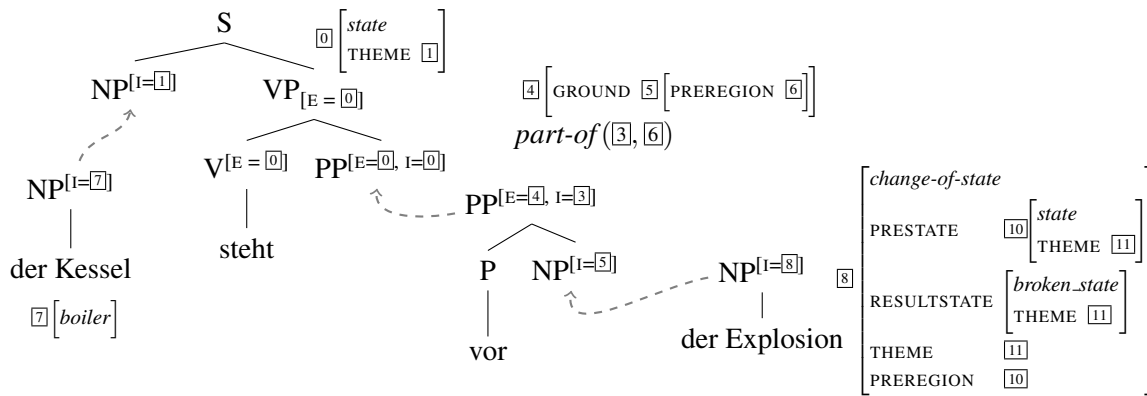 S
0 [state
THEME 1]
NP[I=1]
VP[E = 0]
4 [GROUND 5 [PREREGION 6]]
part-of(3, 6)
V[E = 0]
PP[E=0, I=0]
NP[I=7]
PP[E=4, I=3]
steht
der Kessel
7 [boiler]
P
NP[I=5]
NP[I=8]
vor
der Explosion
8 [change-of-state
PRESTATE 10 [state
THEME 11]
RESULTSTATE [broken_state
THEME 11]
THEME 11
PREREGION 10]